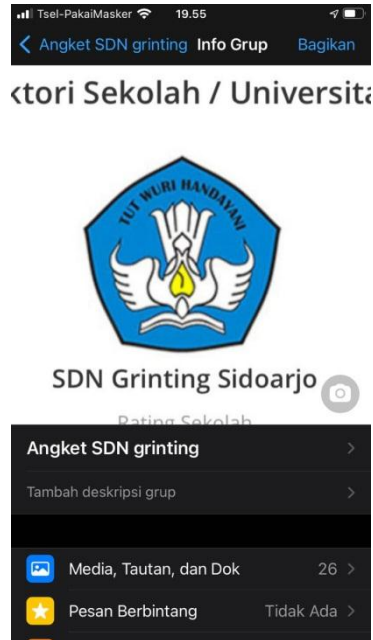 Tsel-PakaiMasker 19.55
Angket SDN grinting Info Grup Bagikan
ktori Sekolah / Universita
TUT WURI HANDAYANI
SDN Grinting Sidoarjo
Rating Sekolah
Angket SDN grinting
Tambah deskripsi grup
Media, Tautan, dan Dok 26
Pesan Berbintang Tidak Ada